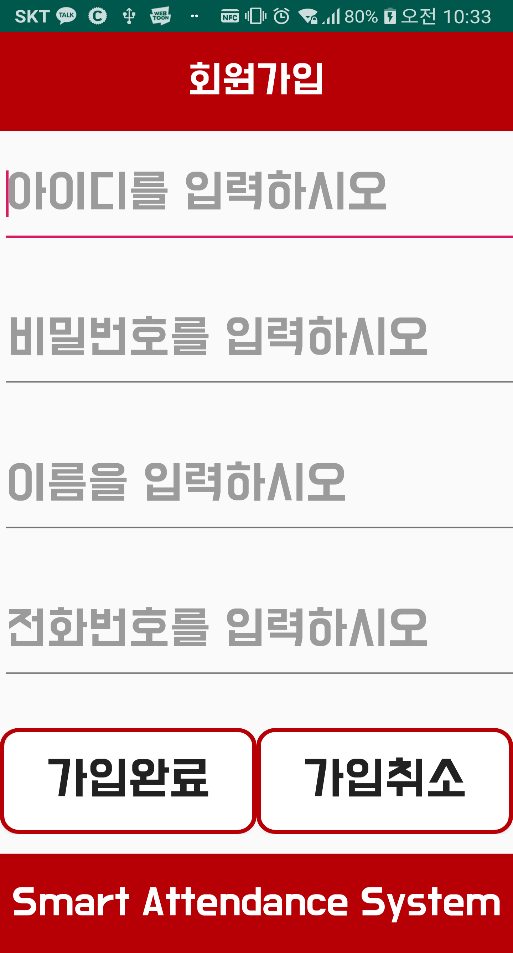 SKT TALK C WEB TOON NFC 80% 오전 10:33
회원가입
아이디를 입력하시오
비밀번호를 입력하시오
이름을 입력하시오
전화번호를 입력하시오
가입완료 가입취소
Smart Attendance System